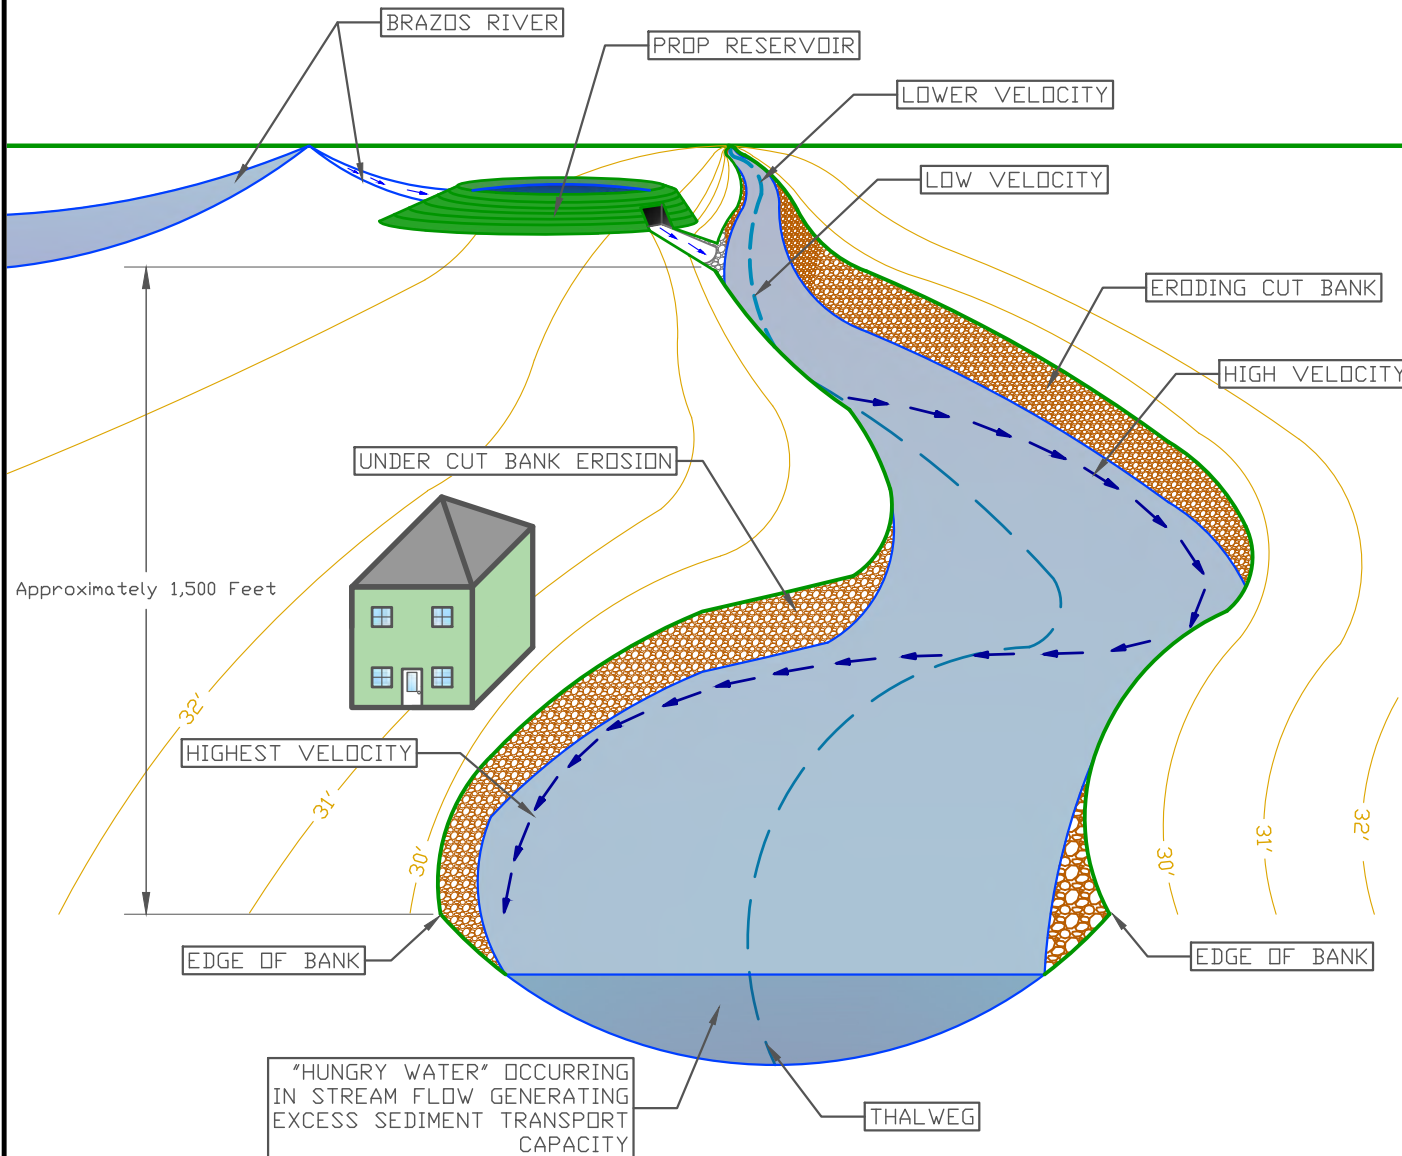 BRAZOS RIVER
PROP RESERVOIR
LOWER VELOCITY
LOW VELOCITY
ERODING CUT BANK
HIGH VELOCITY
UNDER CUT BANK EROSION
Approximately 1,500 Feet
32'
31'
30'
HIGHEST VELOCITY
30'
31'
32'
EDGE OF BANK
EDGE OF BANK
"HUNGRY WATER" OCCURRING
IN STREAM FLOW GENERATING
EXCESS SEDIMENT TRANSPORT
CAPACITY
THALWEG